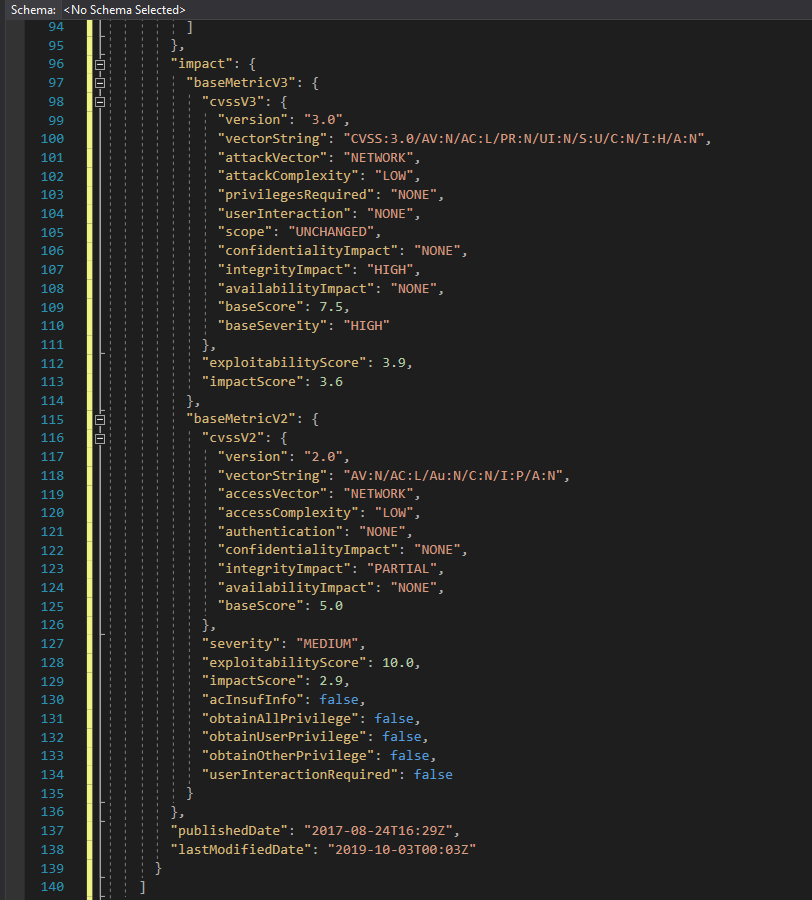 Schema: <No Schema Selected>
94 ]
95 },
96 "impact": {
97 "baseMetricV3": {
98 "cvssV3": {
99 "version": "3.0",
100 "vectorString": "CVSS:3.0/AV:N/AC:L/PR:N/UI:N/S:U/C:N/I:H/A:N",
101 "attackVector": "NETWORK",
102 "attackComplexity": "LOW",
103 "privilegesRequired": "NONE",
104 "userInteraction": "NONE",
105 "scope": "UNCHANGED",
106 "confidentialityImpact": "NONE",
107 "integrityImpact": "HIGH",
108 "availabilityImpact": "NONE",
109 "baseScore": 7.5,
110 "baseSeverity": "HIGH"
111 },
112 "exploitabilityScore": 3.9,
113 "impactScore": 3.6
114 },
115 "baseMetricV2": {
116 "cvssV2": {
117 "version": "2.0",
118 "vectorString": "AV:N/AC:L/Au:N/C:N/I:P/A:N",
119 "accessVector": "NETWORK",
120 "accessComplexity": "LOW",
121 "authentication": "NONE",
122 "confidentialityImpact": "NONE",
123 "integrityImpact": "PARTIAL",
124 "availabilityImpact": "NONE",
125 "baseScore": 5.0
126 },
127 "severity": "MEDIUM",
128 "exploitabilityScore": 10.0,
129 "impactScore": 2.9,
130 "acInsufInfo": false,
131 "obtainAllPrivilege": false,
132 "obtainUserPrivilege": false,
133 "obtainOtherPrivilege": false,
134 "userInteractionRequired": false
135 }
136 },
137 "publishedDate": "2017-08-24T16:29Z",
138 "lastModifiedDate": "2019-10-03T00:03Z"
139 }
140 ]